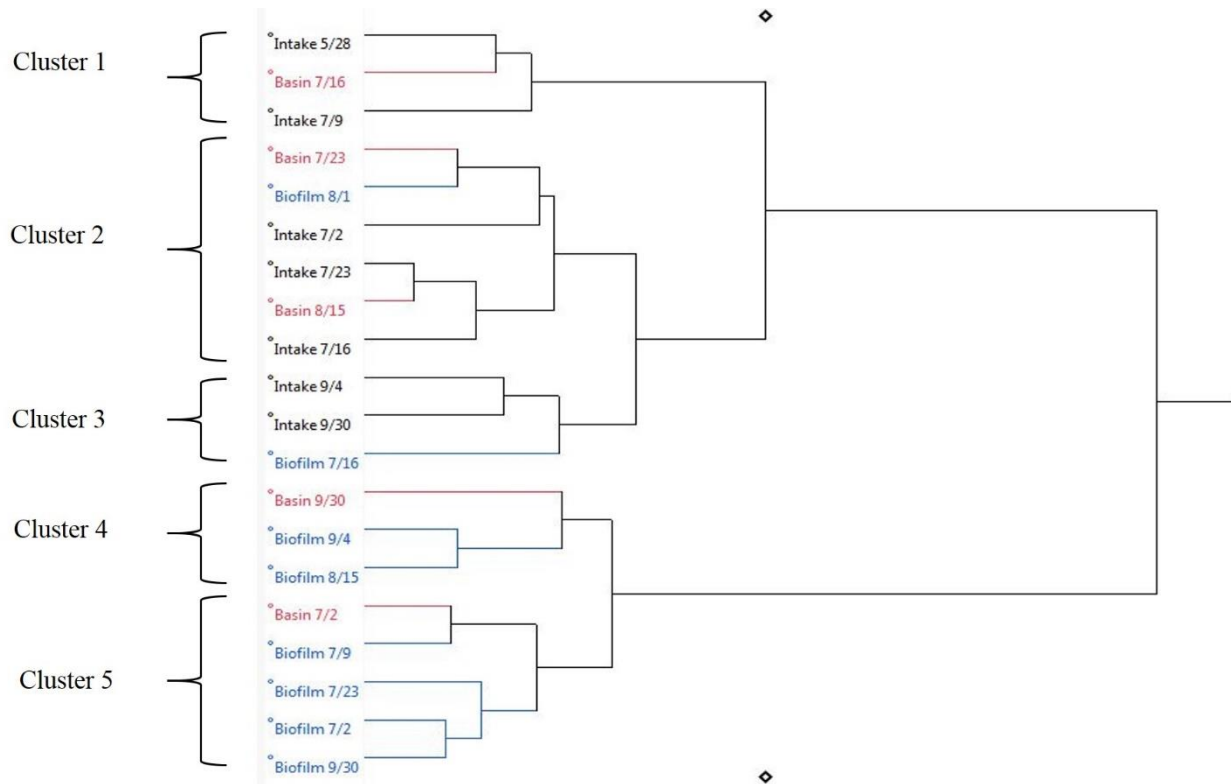 Cluster 1
Intake 5/28
Basin 7/16
Intake 7/9
Cluster 2
Basin 7/23
Biofilm 8/1
Intake 7/2
Intake 7/23
Basin 8/15
Intake 7/16
Cluster 3
Intake 9/4
Intake 9/30
Biofilm 7/16
Cluster 4
Basin 9/30
Biofilm 9/4
Biofilm 8/15
Cluster 5
Basin 7/2
Biofilm 7/9
Biofilm 7/23
Biofilm 7/2
Biofilm 9/30